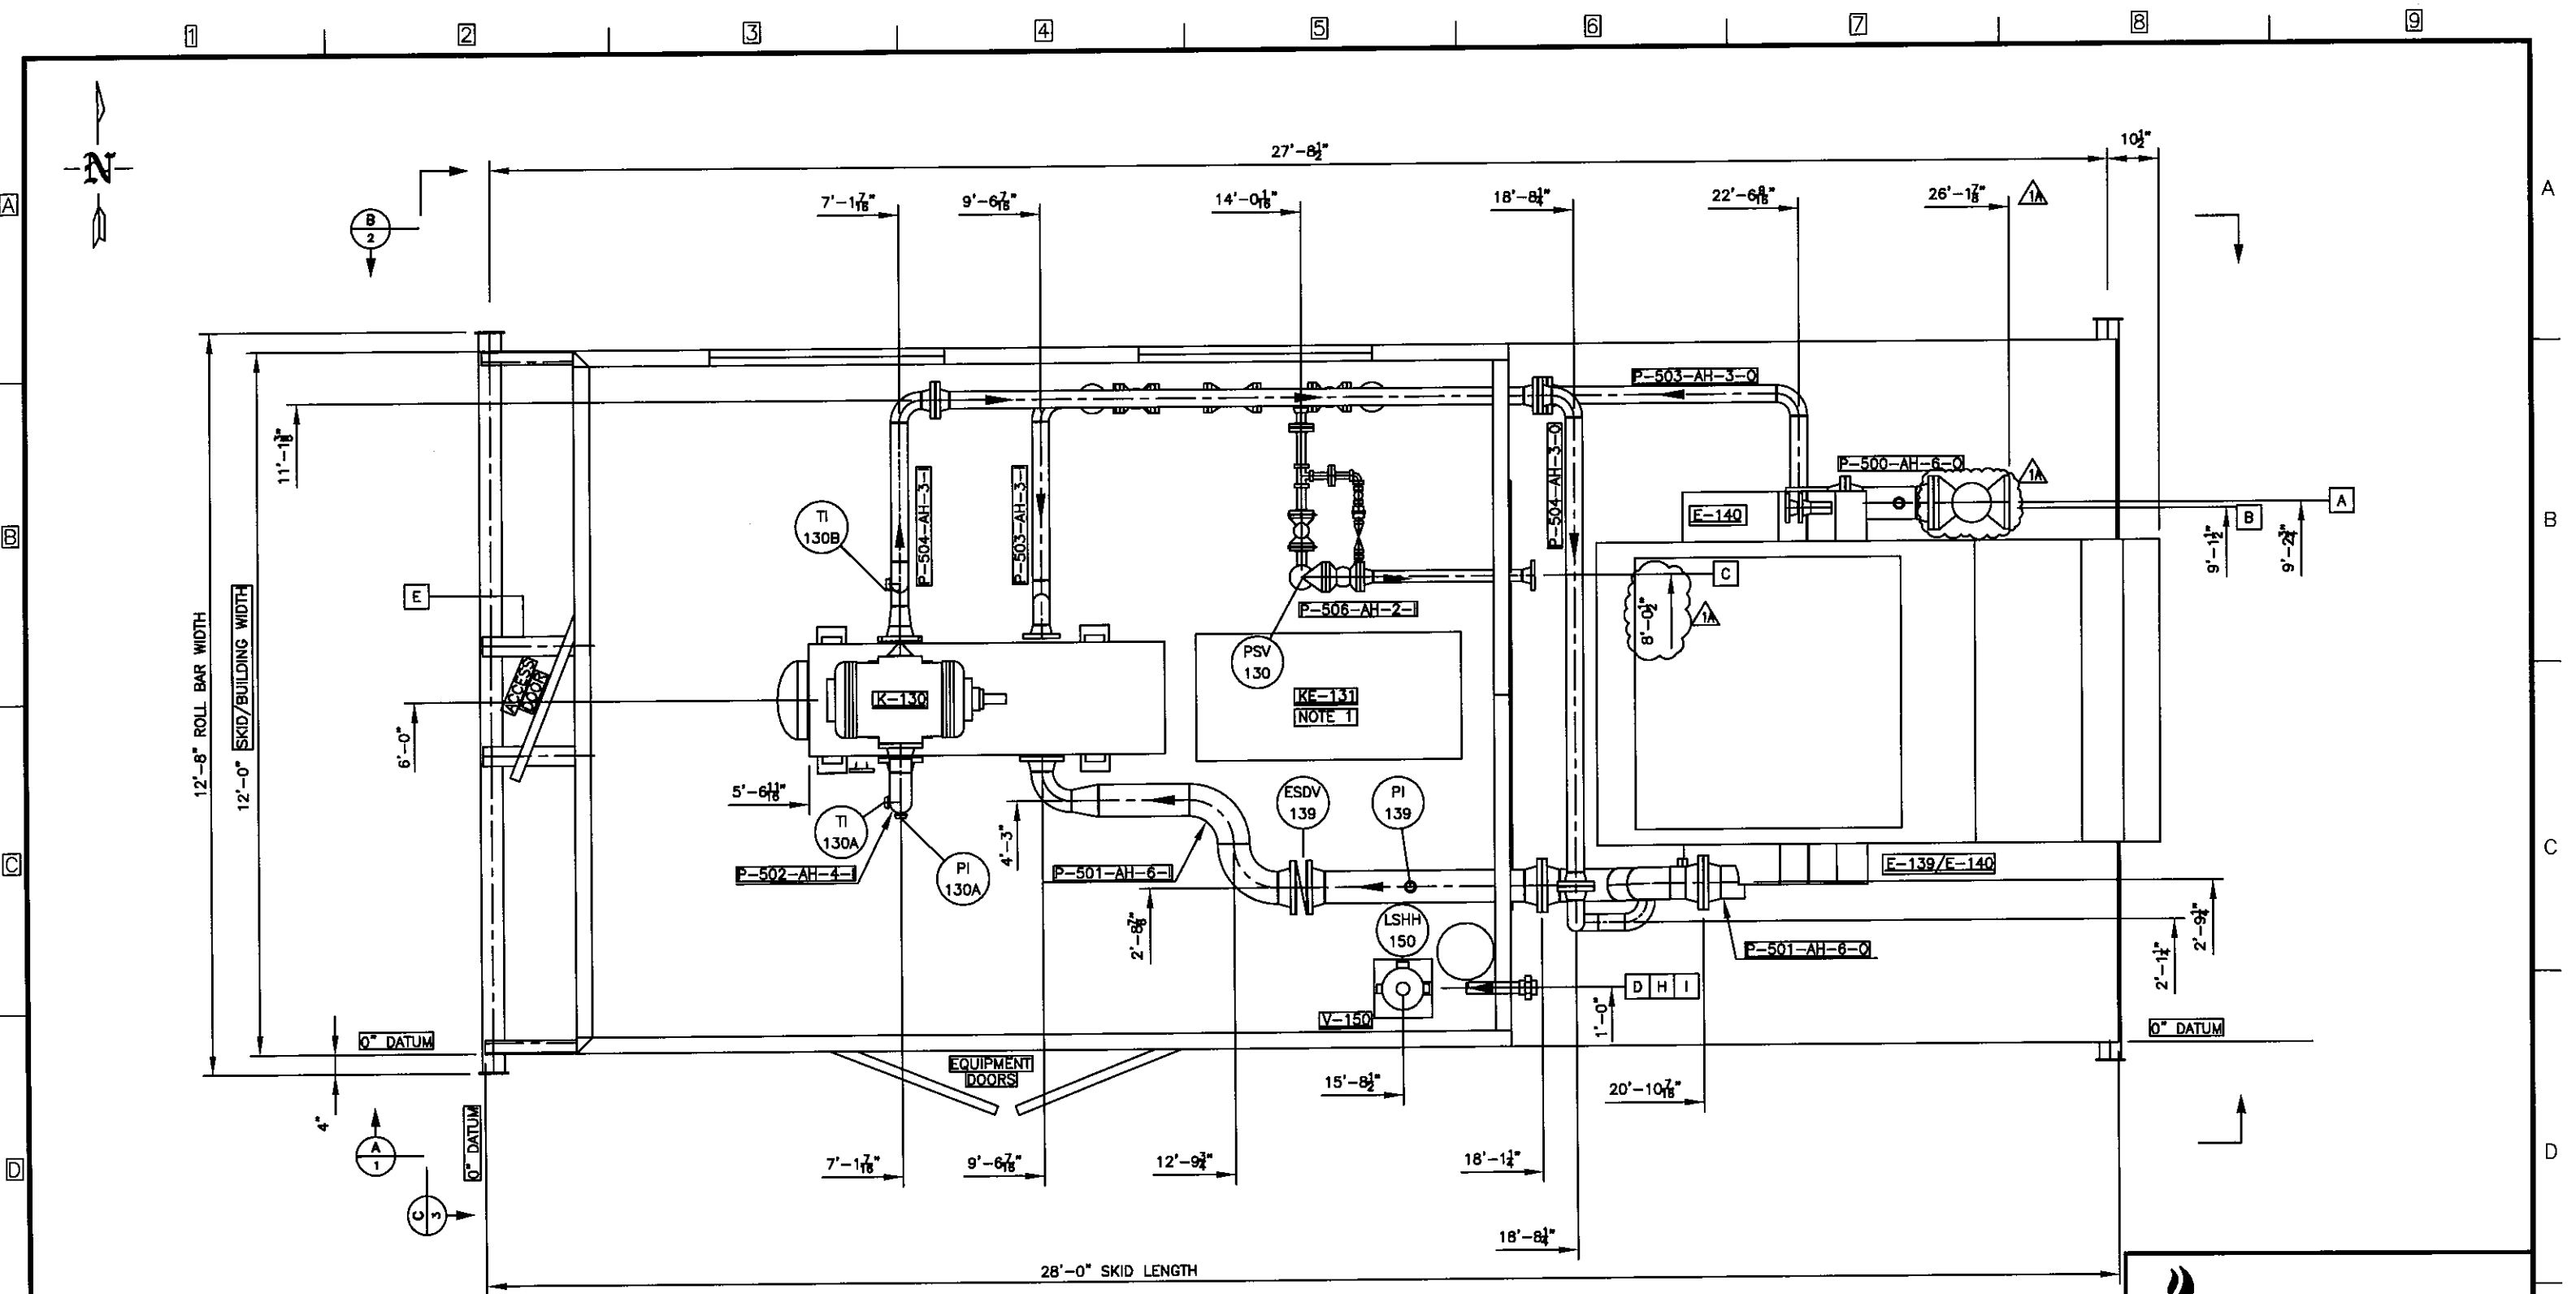 1 2 3 4 5 6 7 8 9
N
A
A
B
B
C
C
D
D
27'-8½"
10½"
7'-1 7/16"
9'-6 7/16"
14'-0 1/16"
18'-8¼"
26'-1 7/8"
1A
B
2
P-503-AH-3-O
11'-1 3/8"
P-504-AH-3-I
P-503-AH-3-I
P-504-AH-3-O
P-500-AH-6-O
1A
E-140
A
B
9'-1½"
9'-2¾"
TI
130B
C
E
P-506-AH-2-I
8'-0½"
1A
12'-8" ROLL BAR WIDTH
12'-0" SKID/BUILDING WIDTH
ACCESS
DOOR
PSV
130
K-130
KE-131
NOTE 1
6'-0"
5'-6 11/16"
TI
130A
4'-3"
ESDV
139
PI
139
P-502-AH-4-I
PI
130A
P-501-AH-6-I
E-139/E-140
2'-8 7/8"
LSHH
150
P-501-AH-6-O
2'-1¼"
2'-9¼"
D H I
1'-0"
V-150
0" DATUM
0" DATUM
EQUIPMENT
DOORS
4"
15'-8½"
20'-10 7/16"
0" DATUM
A
1
7'-1 7/16"
9'-6 7/16"
12'-9¾"
18'-1¼"
C
3
18'-8¼"
28'-0" SKID LENGTH